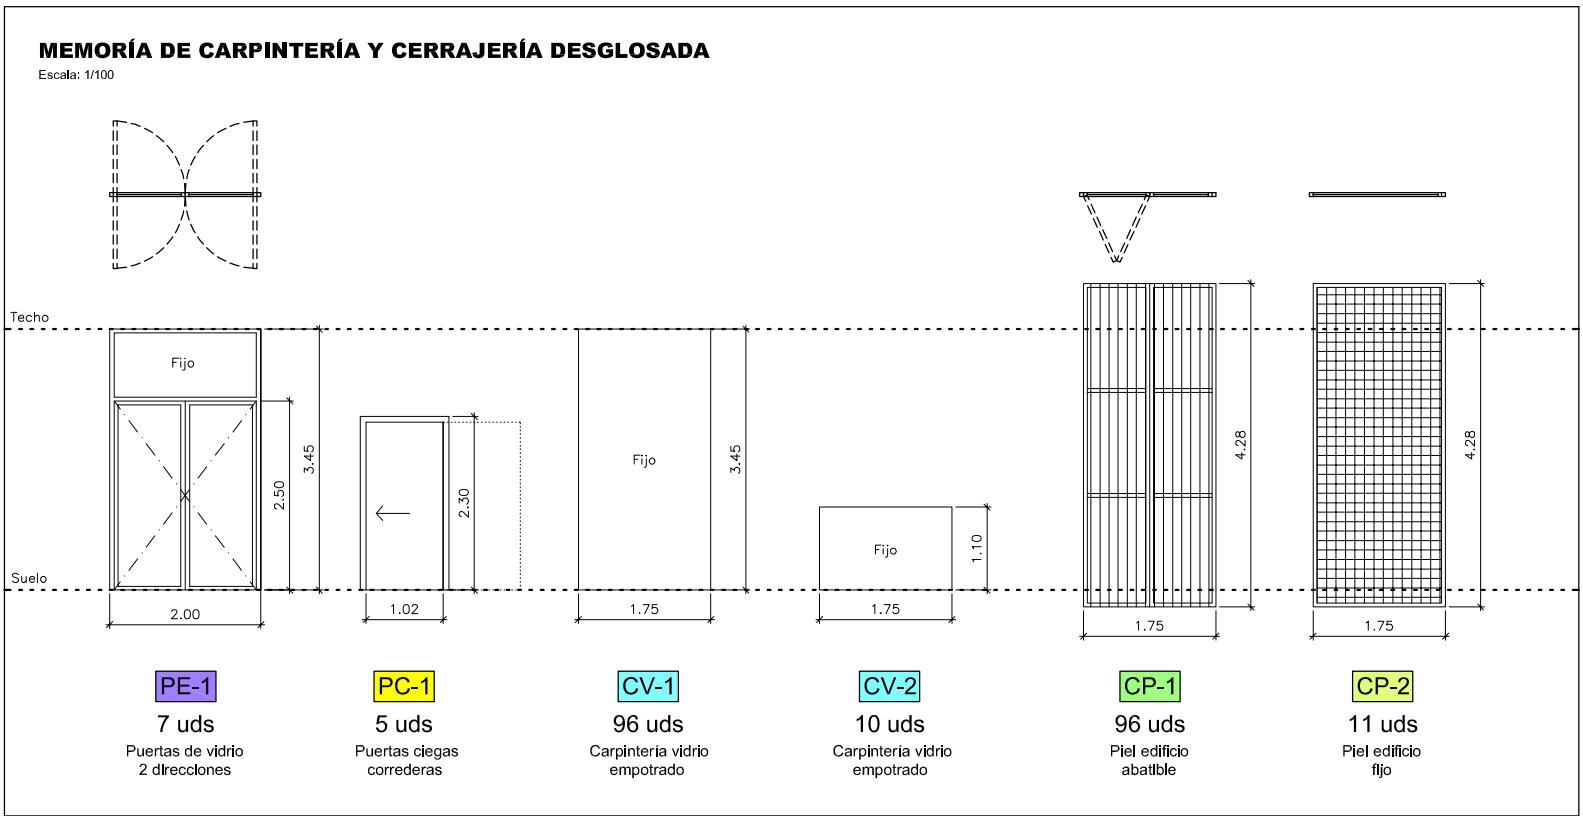 MEMORÍA DE CARPINTERÍA Y CERRAJERÍA DESGLOSADA
Escala: 1/100
Techo
Fijo
2.50
3.45
2.30
Fijo
3.45
Fijo
1.10
4.28
4.28
Suelo
2.00
1.02
1.75
1.75
1.75
1.75
PE-1
7 uds
Puertas de vidrio
2 direcciones
PC-1
5 uds
Puertas ciegas
correderas
CV-1
96 uds
Carpintería vidrio
empotrado
CV-2
10 uds
Carpintería vidrio
empotrado
CP-1
96 uds
Piel edificio
abatible
CP-2
11 uds
Piel edificio
fijo